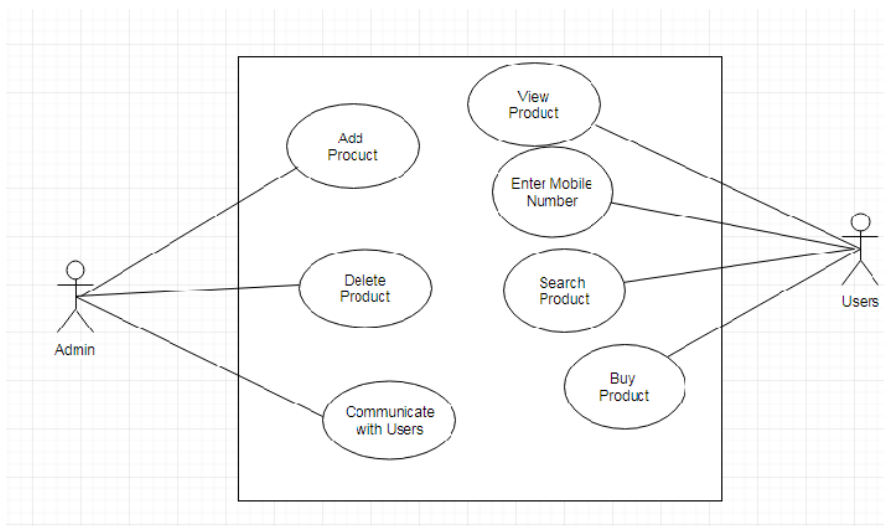 View
Product
Add
Procuct
Enter Mobile
Number
Delete
Product
Search
Product
Users
Admin
Buy
Product
Communicate
with Users